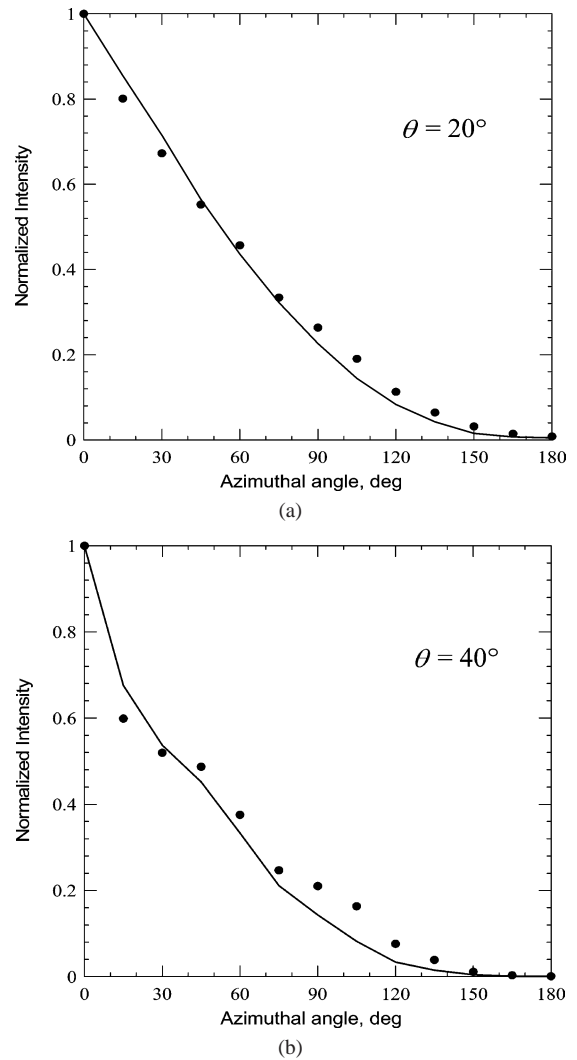 1
0.8
0.6
0.4
0.2
0
Normalized Intensity
θ = 20°
0 30 60 90 120 150 180
Azimuthal angle, deg
(a)
1
0.8
0.6
0.4
0.2
0
Normalized Intensity
θ = 40°
0 30 60 90 120 150 180
Azimuthal angle, deg
(b)